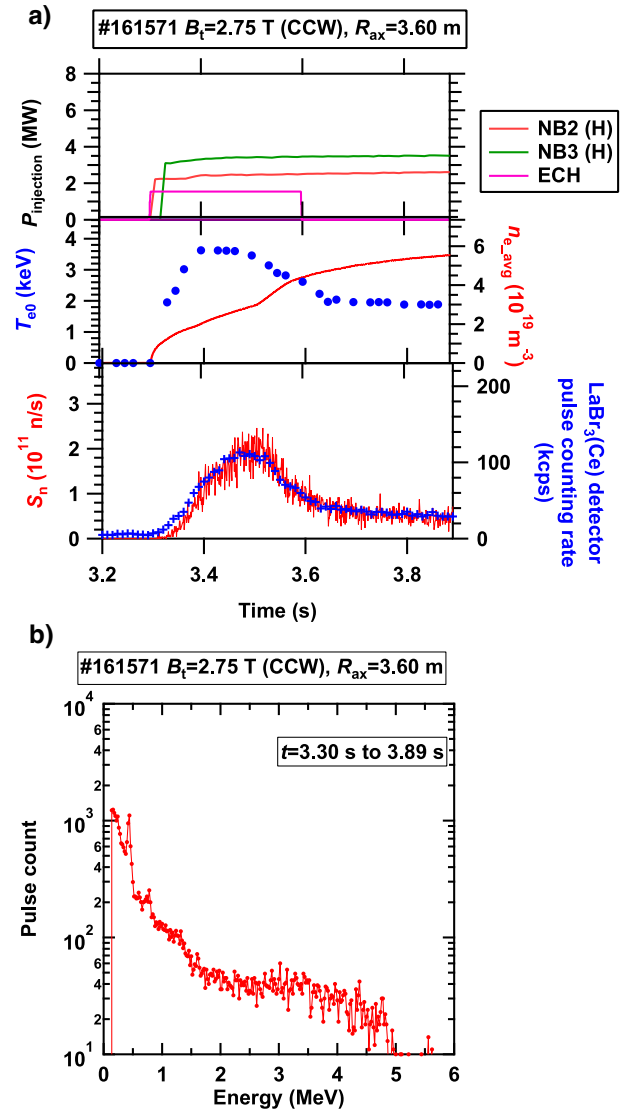 a)
#161571 Bt=2.75 T (CCW), Rax=3.60 m
8
6
4
2
0
Pinjection (MW)
NB2 (H)
NB3 (H)
ECH
4
3
2
1
0
Te0 (keV)
6
4
2
0
ne_avg (10^19 m^-3)
3
2
1
0
Sn (10^11 n/s)
200
100
0
LaBr3(Ce) detector
pulse counting rate
(kcps)
3.2 3.4 3.6 3.8
Time (s)
b)
#161571 Bt=2.75 T (CCW), Rax=3.60 m
t=3.30 s to 3.89 s
10^4
6
4
2
10^3
6
4
2
10^2
6
4
2
10^1
Pulse count
0 1 2 3 4 5 6
Energy (MeV)